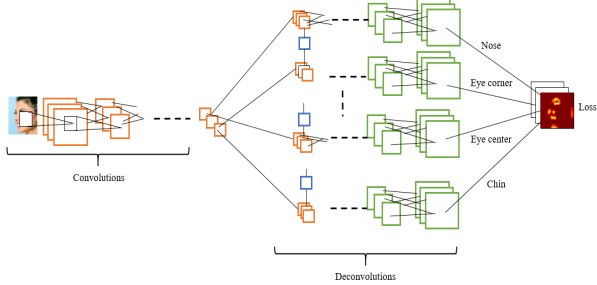 Nose
Eye corner
Loss
Eye center
Convolutions
Chin
Deconvolutions